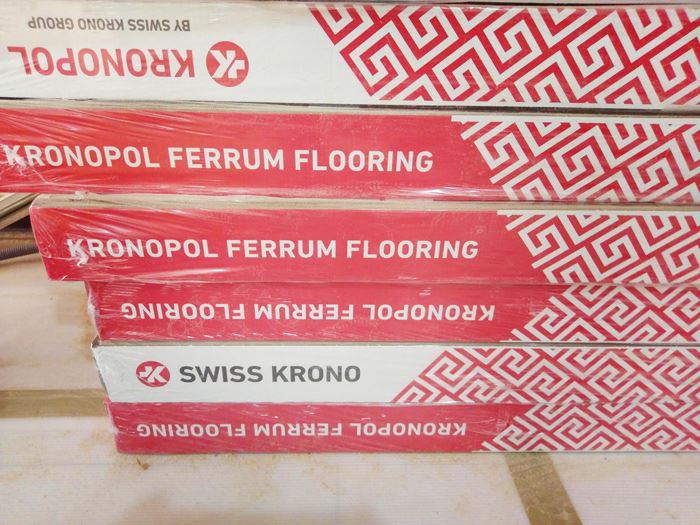 KRONOPOL
BY SWISS KRONO GROUP
KRONOPOL FERRUM FLOORING
KRONOPOL FERRUM FLOORING
KRONOPOL FERRUM FLOORING
SWISS KRONO
KRONOPOL FERRUM FLOORING